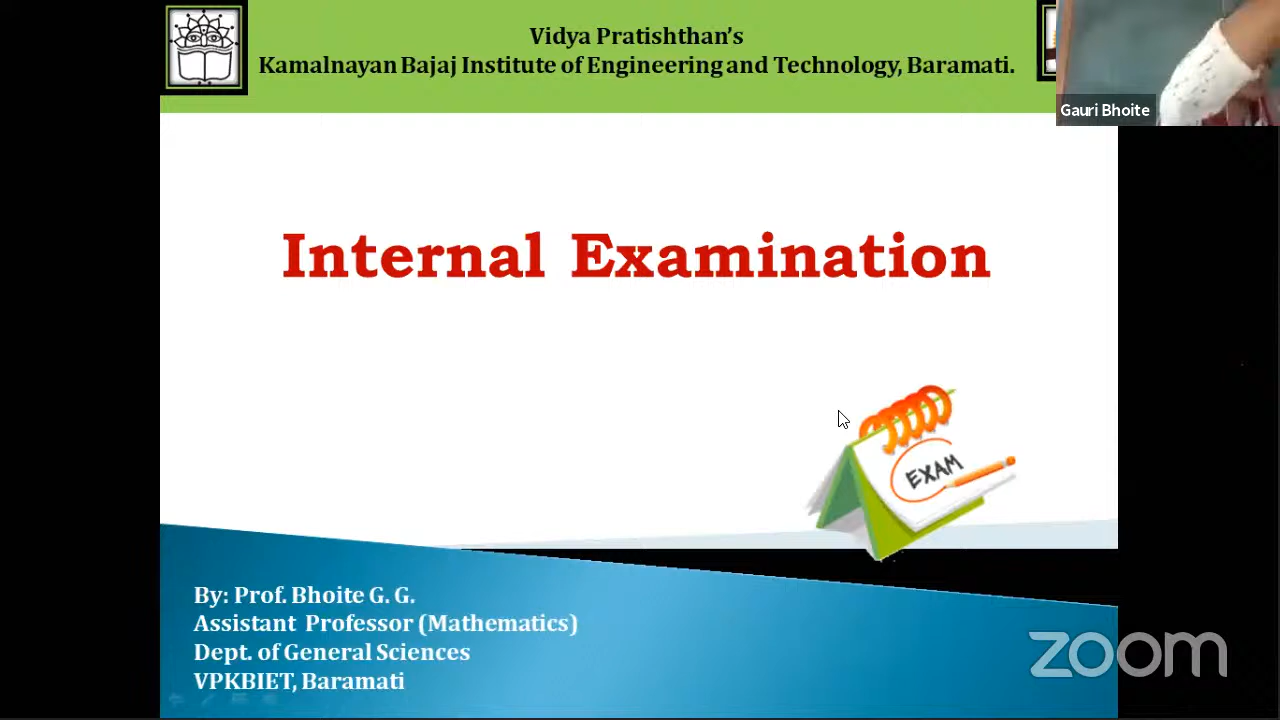 Vidya Pratishthan's
Kamalnayan Bajaj Institute of Engineering and Technology, Baramati.
Gauri Bhoite
Internal Examination
EXAM
By: Prof. Bhoite G. G.
Assistant Professor (Mathematics)
Dept. of General Sciences
VPKBIET, Baramati
zoom